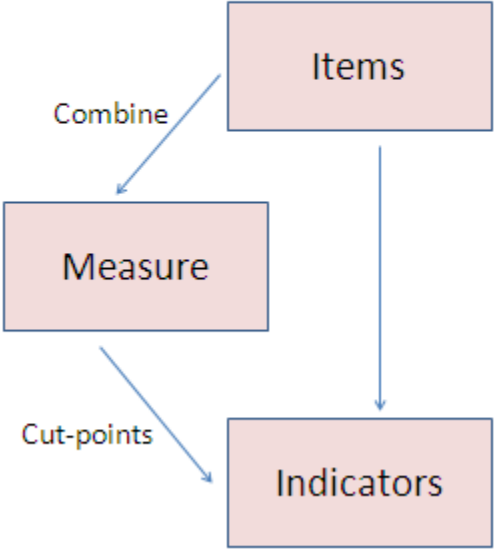 Items
Combine
Measure
Cut-points
Indicators